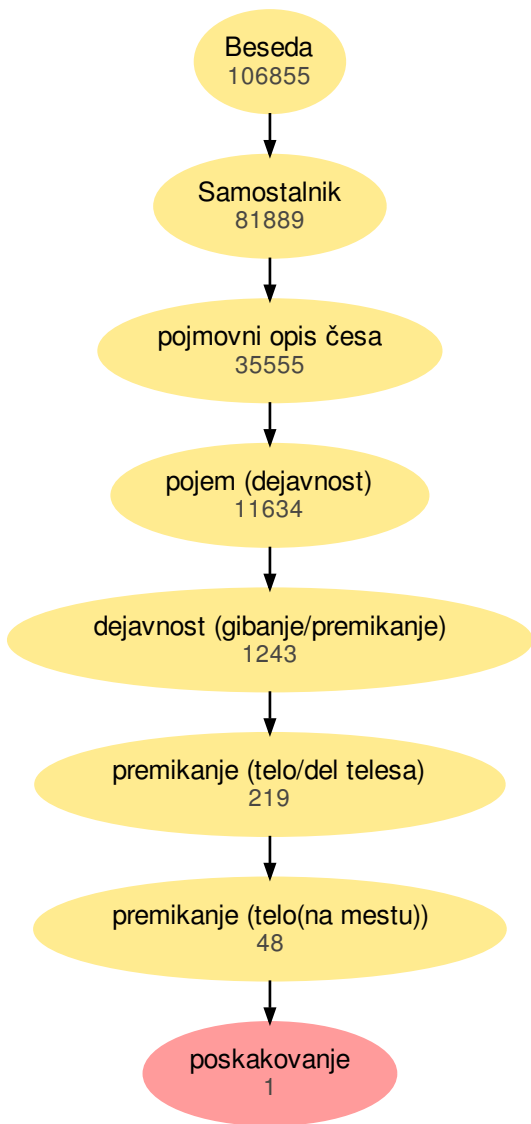 Beseda
106855
Samostalnik
81889
pojmovni opis česa
35555
pojem (dejavnost)
11634
dejavnost (gibanje/premikanje)
1243
premikanje (telo/del telesa)
219
premikanje (telo(na mestu))
48
poskakovanje
1